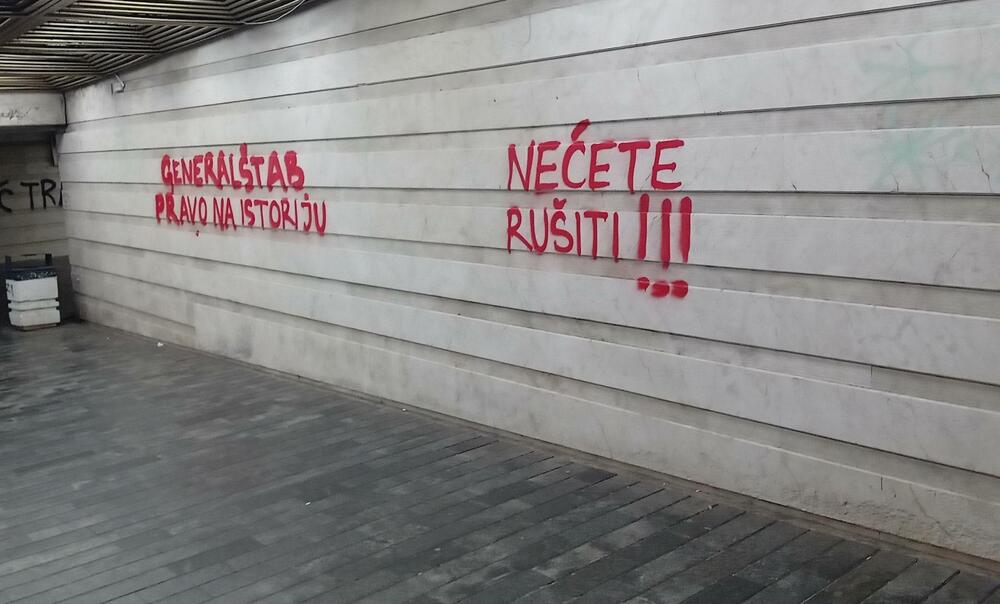 GENERALŠTAB
PRAVO NA ISTORIJU
NEĆETE
RUŠITI !!!